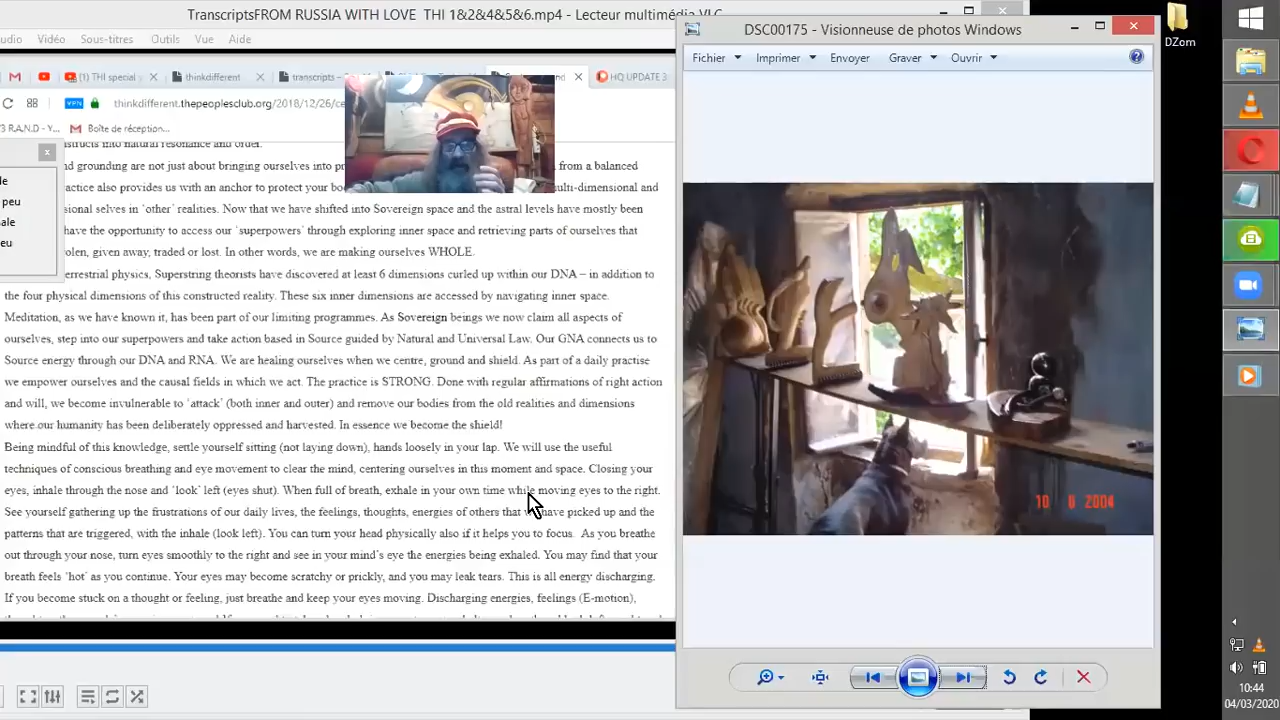 TranscriptsFROM RUSSIA WITH LOVE THI 1&2&4&5&6.mp4 - Lecteur multimédia VLC
DSC00175 - Visionneuse de photos Windows
DZom
udio Vidéo Sous-titres Outils Vue Aide
Fichier Imprimer Envoyer Graver Ouvrir
(1) THI special thinkdifferent transcripts HQ UPDATE 3
VPN thinkdifferent.thepeoplesclub.org/2018/12/26/ce
3 R.A.N.D - Y... Boîte de réception...
structs into natural resonance and order.
nd grounding are not just about bringing ourselves into pr from a balanced
ractice also provides us with an anchor to protect your bo ulti-dimensional and
sional selves in 'other' realities. Now that we have shifted into Sovereign space and the astral levels have mostly been
have the opportunity to access our 'superpowers' through exploring inner space and retrieving parts of ourselves that
olen, given away, traded or lost. In other words, we are making ourselves WHOLE.
errestrial physics, Superstring theorists have discovered at least 6 dimensions curled up within our DNA – in addition to
the four physical dimensions of this constructed reality. These six inner dimensions are accessed by navigating inner space.
Meditation, as we have known it, has been part of our limiting programmes. As Sovereign beings we now claim all aspects of
ourselves, step into our superpowers and take action based in Source guided by Natural and Universal Law. Our GNA connects us to
Source energy through our DNA and RNA. We are healing ourselves when we centre, ground and shield. As part of a daily practise
we empower ourselves and the causal fields in which we act. The practice is STRONG. Done with regular affirmations of right action
and will, we become invulnerable to 'attack' (both inner and outer) and remove our bodies from the old realities and dimensions
where our humanity has been deliberately oppressed and harvested. In essence we become the shield!
Being mindful of this knowledge, settle yourself sitting (not laying down), hands loosely in your lap. We will use the useful
techniques of conscious breathing and eye movement to clear the mind, centering ourselves in this moment and space. Closing your
eyes, inhale through the nose and 'look' left (eyes shut). When full of breath, exhale in your own time while moving eyes to the right.
See yourself gathering up the frustrations of our daily lives, the feelings, thoughts, energies of others that we have picked up and the
patterns that are triggered, with the inhale (look left). You can turn your head physically also if it helps you to focus. As you breathe
out through your nose, turn eyes smoothly to the right and see in your mind's eye the energies being exhaled. You may find that your
breath feels 'hot' as you continue. Your eyes may become scratchy or prickly, and you may leak tears. This is all energy discharging.
If you become stuck on a thought or feeling, just breathe and keep your eyes moving. Discharging energies, feelings (E-motion),
le
peu
ale
eu
10 6 2004
10:44
04/03/2020